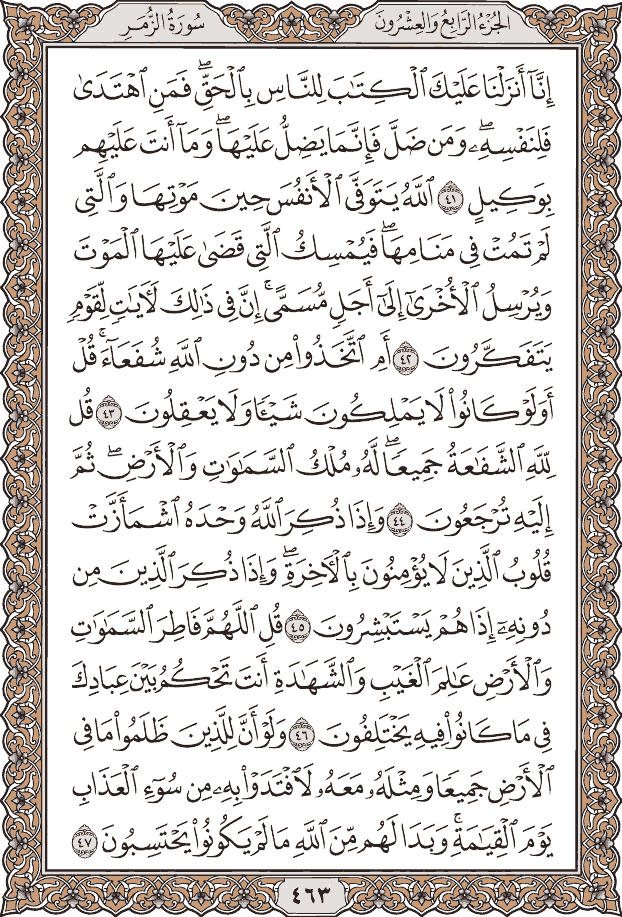 الجُزْءُ الرَّابِعُ وَالعِشْرُونَ
سُورَةُ الزُّمَر
إِنَّآ أَنزَلْنَا عَلَيْكَ ٱلْكِتَٰبَ لِلنَّاسِ بِٱلْحَقِّۖ فَمَنِ ٱهْتَدَىٰ
فَلِنَفْسِهِۦۖ وَمَن ضَلَّ فَإِنَّمَا يَضِلُّ عَلَيْهَاۖ وَمَآ أَنتَ عَلَيْهِم
بِوَكِيلٍ ٤١ ٱللَّهُ يَتَوَفَّى ٱلْأَنفُسَ حِينَ مَوْتِهَا وَٱلَّتِى
لَمْ تَمُتْ فِى مَنَامِهَاۖ فَيُمْسِكُ ٱلَّتِى قَضَىٰ عَلَيْهَا ٱلْمَوْتَ
وَيُرْسِلُ ٱلْأُخْرَىٰٓ إِلَىٰٓ أَجَلٍ مُّسَمًّىۚ إِنَّ فِى ذَٰلِكَ لَءَايَٰتٍ لِّقَوْمٍ
يَتَفَكَّرُونَ ٤٢ أَمِ ٱتَّخَذُوا۟ مِن دُونِ ٱللَّهِ شُفَعَآءَۚ قُلْ
أَوَلَوْ كَانُوا۟ لَا يَمْلِكُونَ شَيْـًٔا وَلَا يَعْقِلُونَ ٤٣ قُل
لِّلَّهِ ٱلشَّفَٰعَةُ جَمِيعًاۖ لَّهُۥ مُلْكُ ٱلسَّمَٰوَٰتِ وَٱلْأَرْضِۖ ثُمَّ
إِلَيْهِ تُرْجَعُونَ ٤٤ وَإِذَا ذُكِرَ ٱللَّهُ وَحْدَهُ ٱشْمَأَزَّتْ
قُلُوبُ ٱلَّذِينَ لَا يُؤْمِنُونَ بِٱلْءَاخِرَةِۖ وَإِذَا ذُكِرَ ٱلَّذِينَ مِن
دُونِهِۦٓ إِذَا هُمْ يَسْتَبْشِرُونَ ٤٥ قُلِ ٱللَّهُمَّ فَاطِرَ ٱلسَّمَٰوَٰتِ
وَٱلْأَرْضِ عَٰلِمَ ٱلْغَيْبِ وَٱلشَّهَٰدَةِ أَنتَ تَحْكُمُ بَيْنَ عِبَادِكَ
فِى مَا كَانُوا۟ فِيهِ يَخْتَلِفُونَ ٤٦ وَلَوْ أَنَّ لِلَّذِينَ ظَلَمُوا۟ مَا فِى
ٱلْأَرْضِ جَمِيعًا وَمِثْلَهُۥ مَعَهُۥ لَٱفْتَدَوْا۟ بِهِۦ مِن سُوٓءِ ٱلْعَذَابِ
يَوْمَ ٱلْقِيَٰمَةِۚ وَبَدَا لَهُم مِّنَ ٱللَّهِ مَا لَمْ يَكُونُوا۟ يَحْتَسِبُونَ ٤٧
٤٦٣